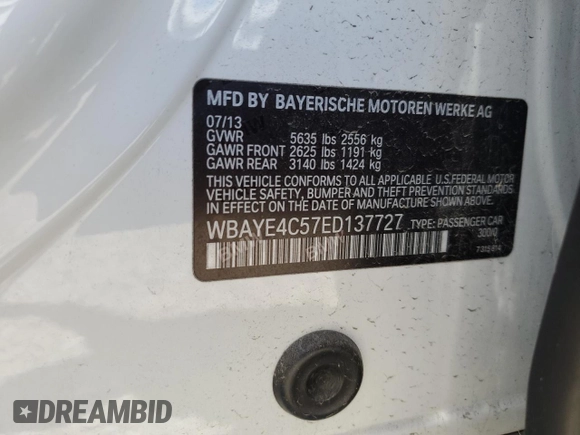 MFD BY BAYERISCHE MOTOREN WERKE AG
07/13
GVWR 5635 lbs 2556 kg
GAWR FRONT 2625 lbs 1191 kg
GAWR REAR 3140 lbs 1424 kg
THIS VEHICLE CONFORMS TO ALL APPLICABLE U.S. FEDERAL MOTOR
VEHICLE SAFETY, BUMPER AND THEFT PREVENTION STANDARDS
IN EFFECT ON THE DATE OF MANUFACTURE SHOWN ABOVE.
WBAYE4C57ED137727 TYPE: PASSENGER CAR
300/0
DREAMBID